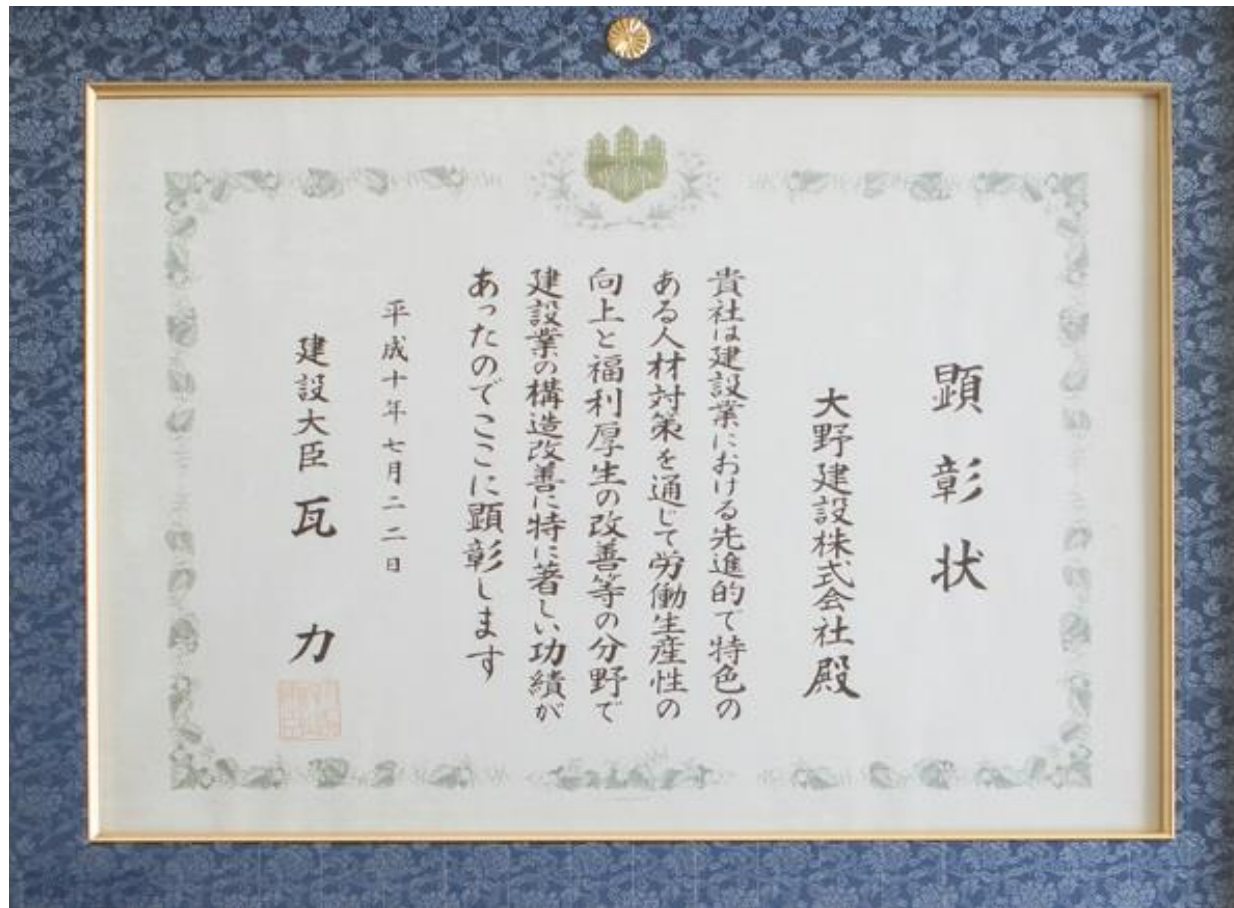 顕彰状
大野建設株式会社殿
貴社は建設業における先進的で特色の
ある人材対策を通じて労働生産性の
向上と福利厚生の改善等の分野で
建設業の構造改善に特に著しい功績が
あったのでここに顕彰します
平成十年七月二二日
建設大臣 瓦 力